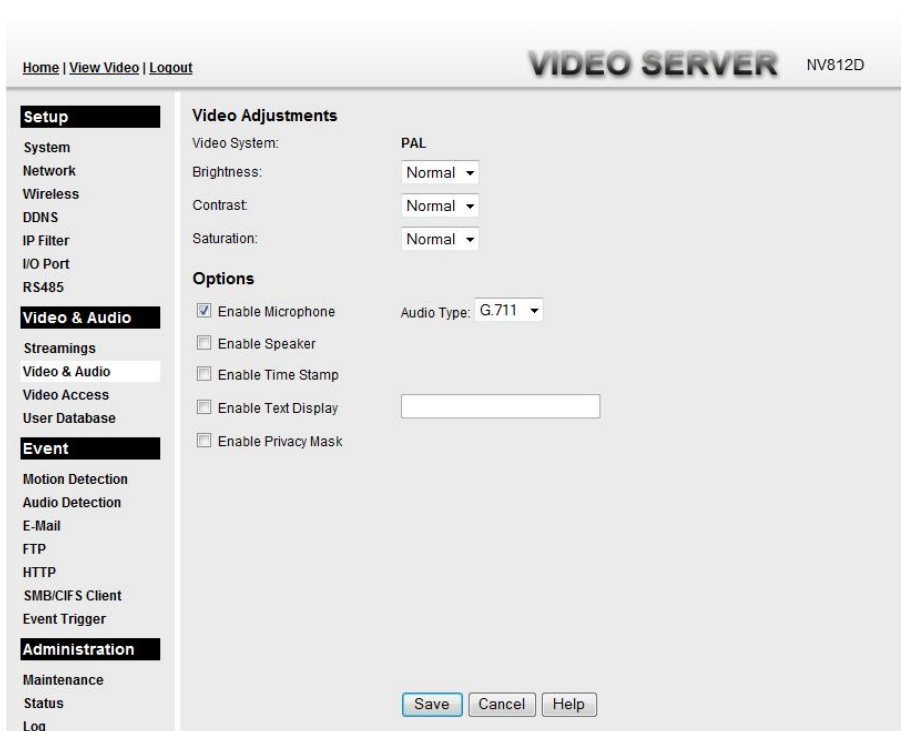 Home | View Video | Logout
VIDEO SERVER NV812D
Setup
System
Network
Wireless
DDNS
IP Filter
I/O Port
RS485
Video & Audio
Streamings
Video & Audio
Video Access
User Database
Event
Motion Detection
Audio Detection
E-Mail
FTP
HTTP
SMB/CIFS Client
Event Trigger
Administration
Maintenance
Status
Log
Video Adjustments
Video System: PAL
Brightness: Normal
Contrast: Normal
Saturation: Normal
Options
Enable Microphone Audio Type: G.711
Enable Speaker
Enable Time Stamp
Enable Text Display
Enable Privacy Mask
Save Cancel Help